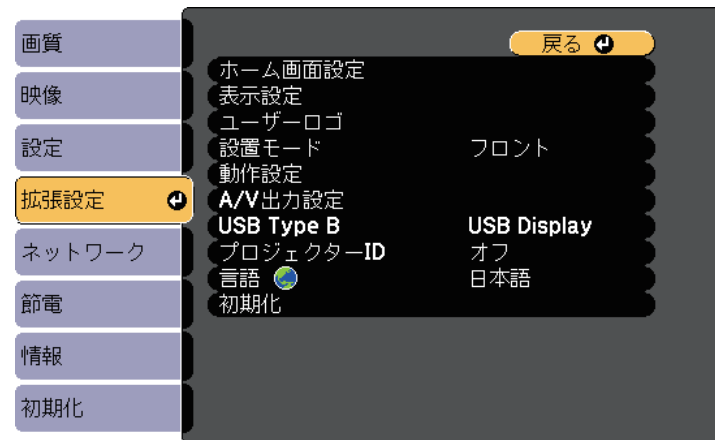 画質
映像
設定
拡張設定
ネットワーク
節電
情報
初期化
戻る
ホーム画面設定
表示設定
ユーザーロゴ
設置モード フロント
動作設定
A/V出力設定
USB Type B USB Display
プロジェクターID オフ
言語 日本語
初期化